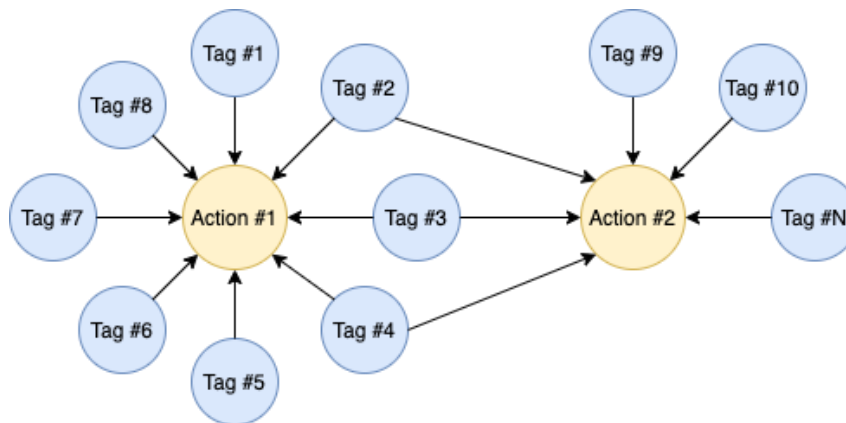 Tag #1
Tag #9
Tag #2
Tag #10
Tag #8
Tag #7
Action #1
Tag #3
Action #2
Tag #N
Tag #6
Tag #4
Tag #5